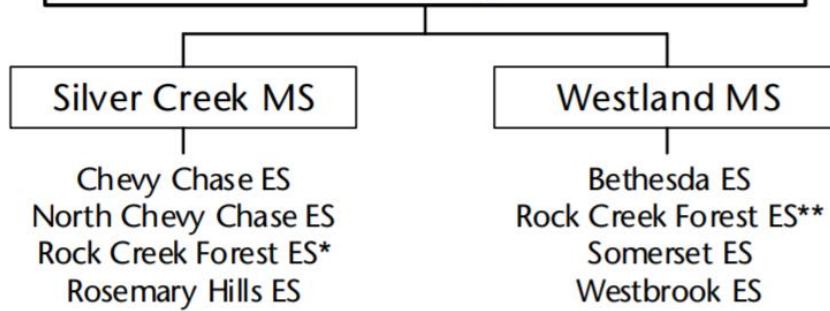 Silver Creek MS
Chevy Chase ES
North Chevy Chase ES
Rock Creek Forest ES*
Rosemary Hills ES
Westland MS
Bethesda ES
Rock Creek Forest ES**
Somerset ES
Westbrook ES